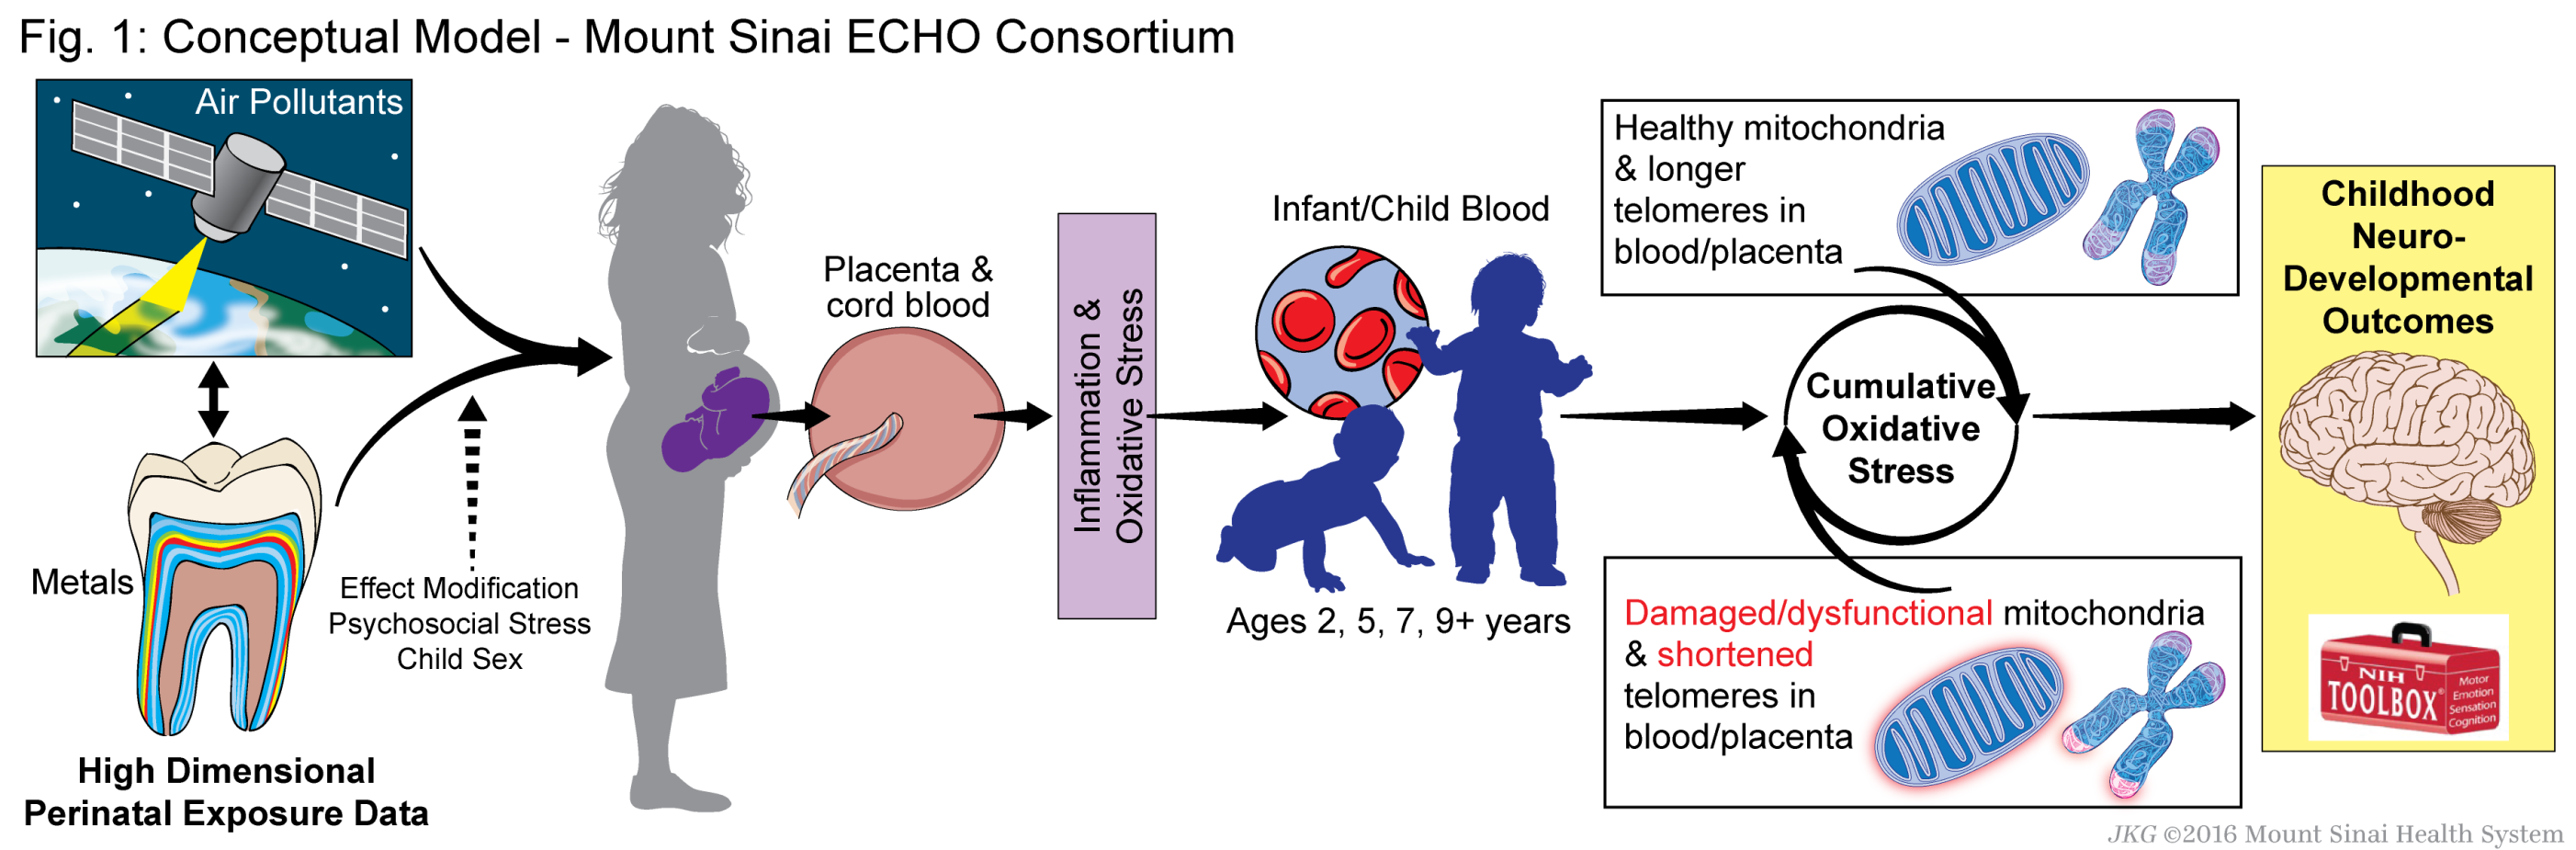 Fig. 1: Conceptual Model - Mount Sinai ECHO Consortium
Air Pollutants
Metals
High Dimensional
Perinatal Exposure Data
Effect Modification
Psychosocial Stress
Child Sex
Placenta &
cord blood
Inflammation &
Oxidative Stress
Infant/Child Blood
Ages 2, 5, 7, 9+ years
Healthy mitochondria
& longer
telomeres in
blood/placenta
Cumulative
Oxidative
Stress
Damaged/dysfunctional mitochondria
& shortened
telomeres in
blood/placenta
Childhood
Neuro-
Developmental
Outcomes
NIH
TOOLBOX®
Motor
Emotion
Sensation
Cognition
JKG ©2016 Mount Sinai Health System